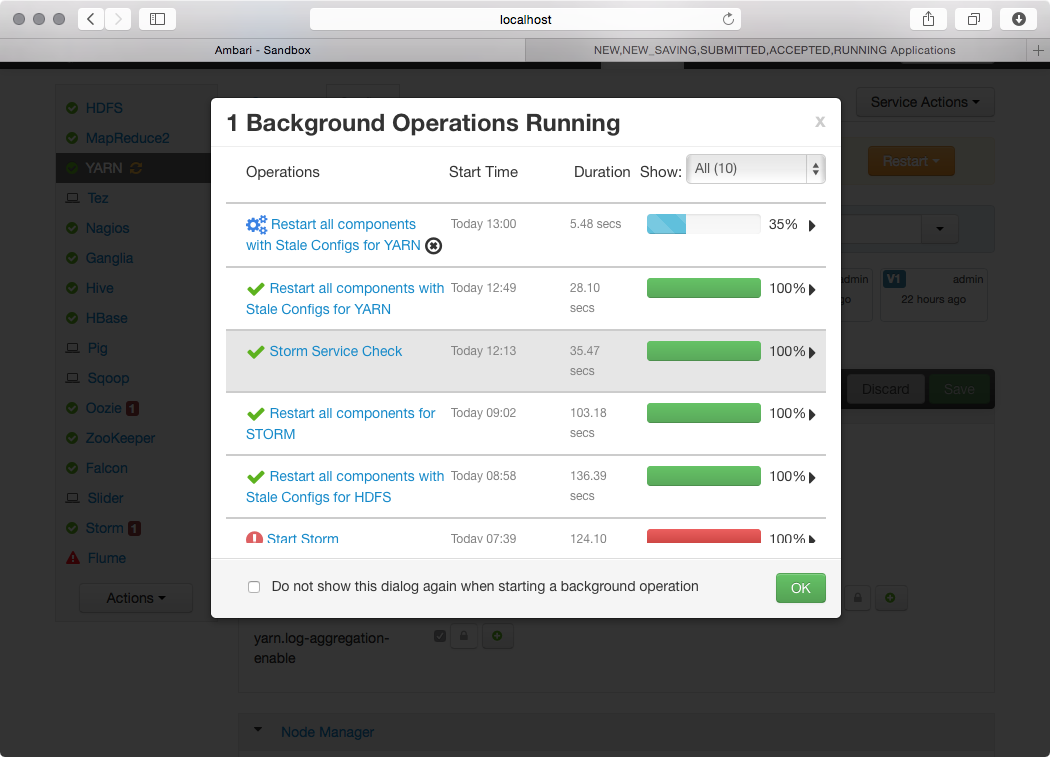 localhost
Ambari - Sandbox
NEW,NEW_SAVING,SUBMITTED,ACCEPTED,RUNNING Applications
HDFS
MapReduce2
YARN
Tez
Nagios
Ganglia
Hive
HBase
Pig
Sqoop
Oozie 1
ZooKeeper
Falcon
Slider
Storm 1
Flume
Actions
Service Actions
Restart
admin
go
V1 admin
22 hours ago
Discard Save
1 Background Operations Running
x
Operations Start Time Duration Show: All (10)
Restart all components Today 13:00 5.48 secs 35%
with Stale Configs for YARN
Restart all components with Today 12:49 28.10 100%
Stale Configs for YARN secs
Storm Service Check Today 12:13 35.47 100%
secs
Restart all components for Today 09:02 103.18 100%
STORM secs
Restart all components with Today 08:58 136.39 100%
Stale Configs for HDFS secs
Start Storm Today 07:39 124.10 100%
Do not show this dialog again when starting a background operation OK
yarn.log-aggregation-
enable
Node Manager